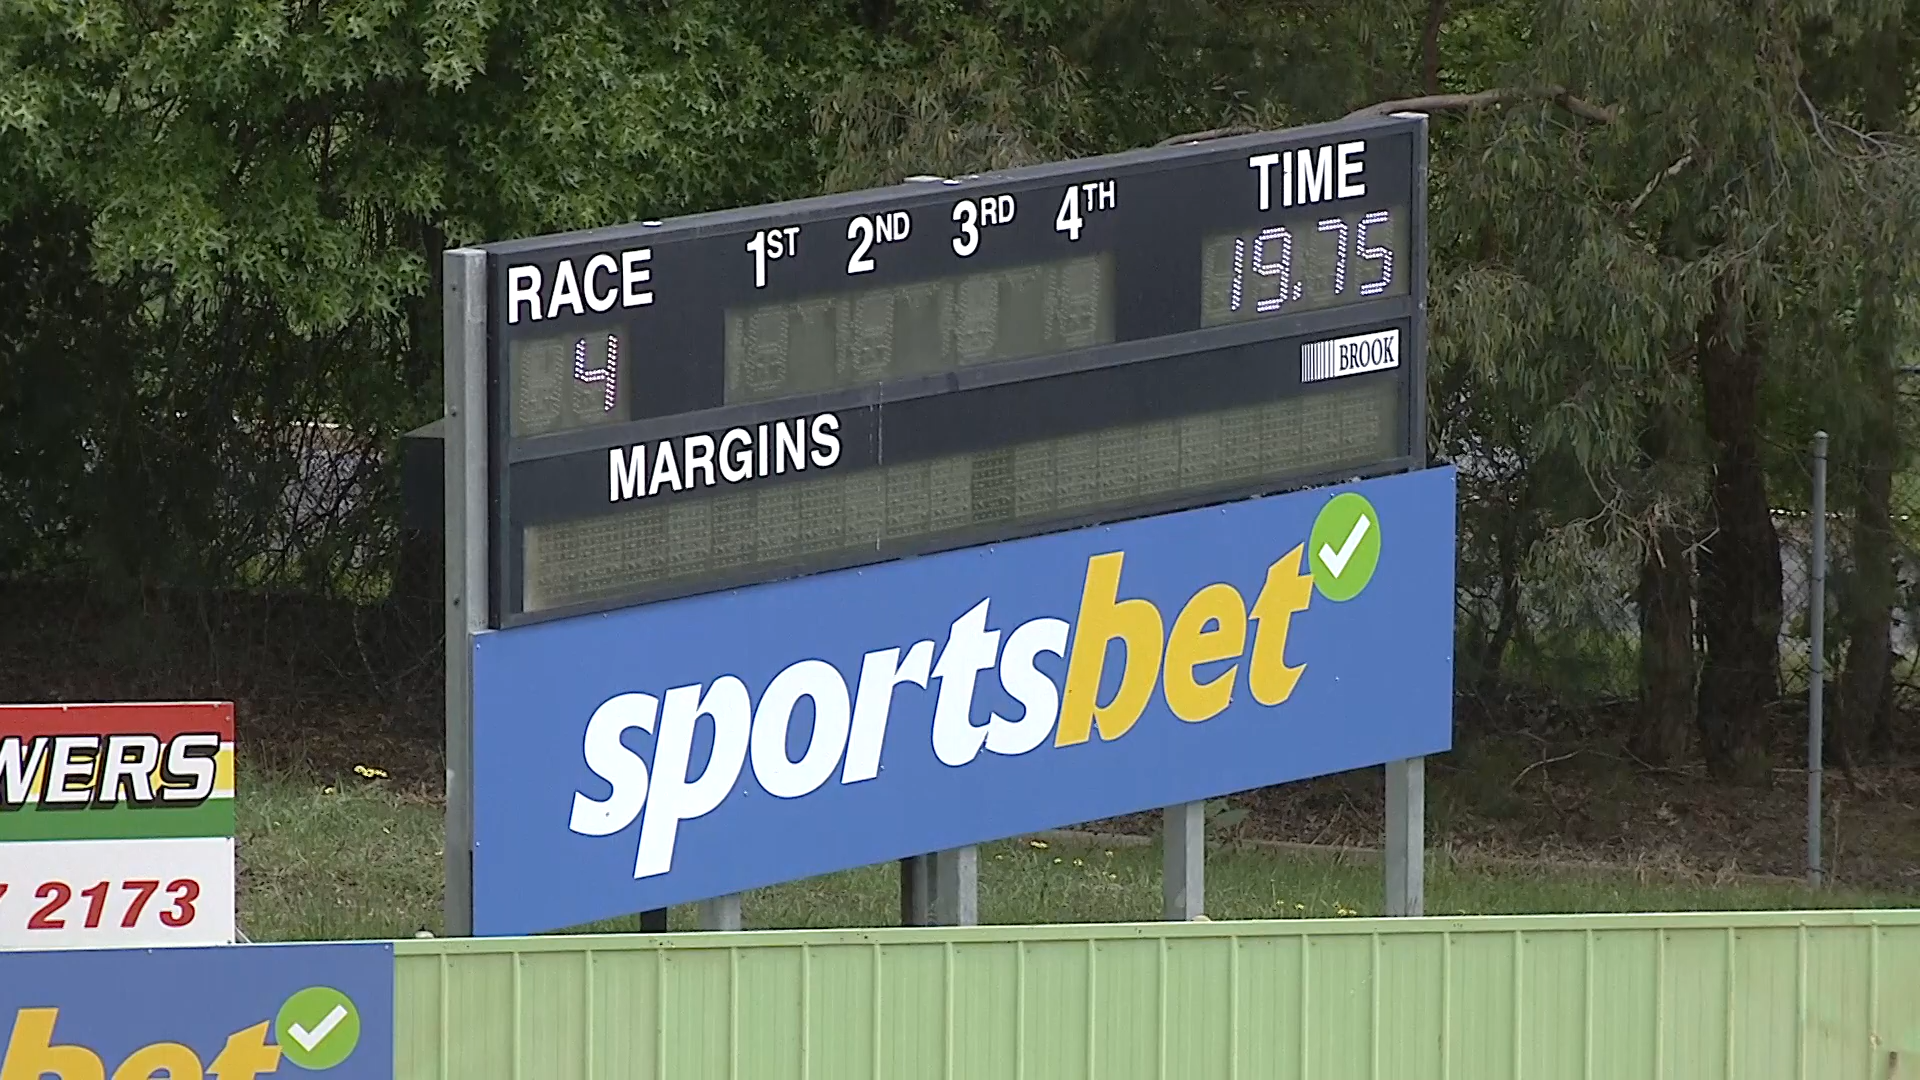 RACE 1ST 2ND 3RD 4TH TIME
4 19.75
BROOK
MARGINS
sportsbet
WERS
2173
bet